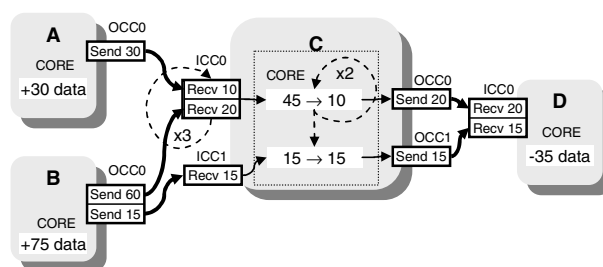 A
OCC0
Send 30
CORE
+30 data
ICC0
Recv 10
Recv 20
x3
B
OCC0
Send 60
Send 15
CORE
+75 data
ICC1
Recv 15
C
CORE
x2
45 → 10
15 → 15
OCC0
Send 20
OCC1
Send 15
ICC0
Recv 20
Recv 15
D
CORE
-35 data